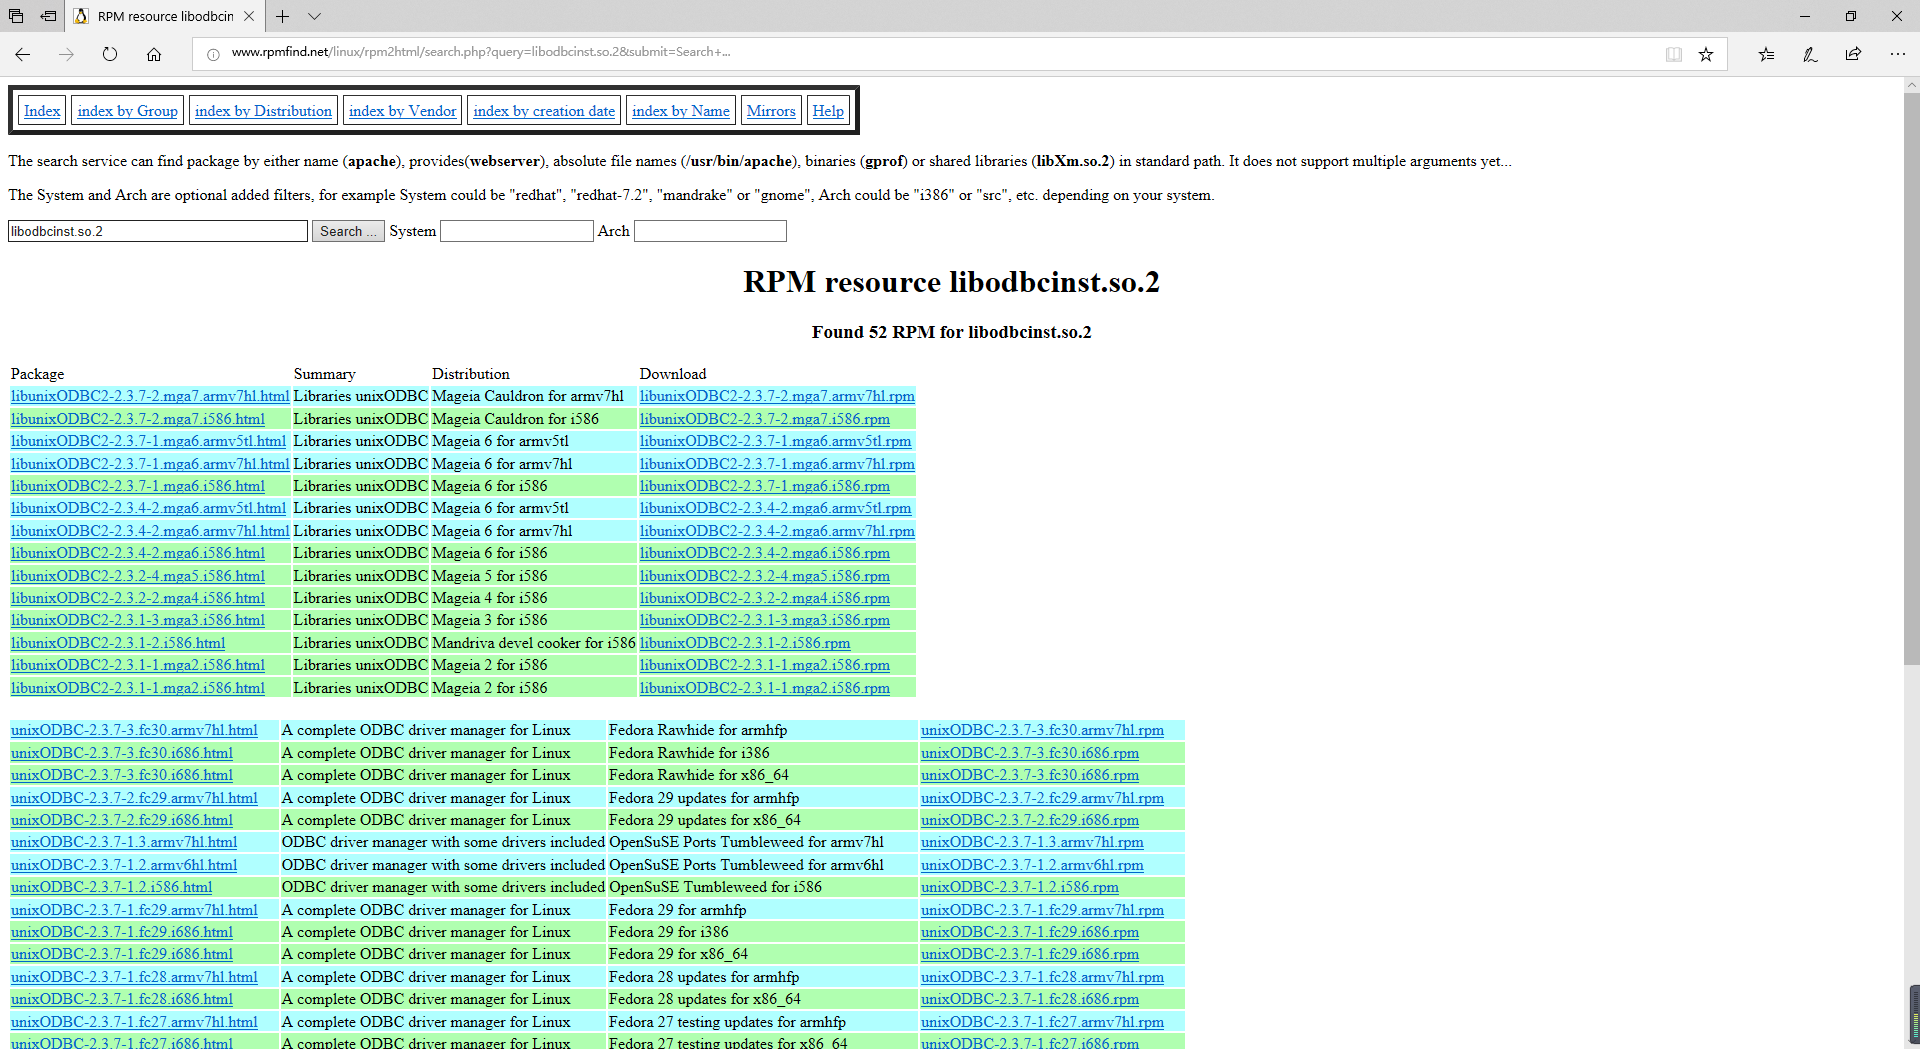 RPM resource libodbcin
www.rpmfind.net/linux/rpm2html/search.php?query=libodbcinst.so.2&submit=Search+...
Index index by Group index by Distribution index by Vendor index by creation date index by Name Mirrors Help
The search service can find package by either name (apache), provides(webserver), absolute file names (/usr/bin/apache), binaries (gprof) or shared libraries (libXm.so.2) in standard path. It does not support multiple arguments yet...
The System and Arch are optional added filters, for example System could be "redhat", "redhat-7.2", "mandrake" or "gnome", Arch could be "i386" or "src", etc. depending on your system.
libodbcinst.so.2 Search ... System Arch
RPM resource libodbcinst.so.2
Found 52 RPM for libodbcinst.so.2
Package Summary Distribution Download
libunixODBC2-2.3.7-2.mga7.armv7hl.html Libraries unixODBC Mageia Cauldron for armv7hl libunixODBC2-2.3.7-2.mga7.armv7hl.rpm
libunixODBC2-2.3.7-2.mga7.i586.html Libraries unixODBC Mageia Cauldron for i586 libunixODBC2-2.3.7-2.mga7.i586.rpm
libunixODBC2-2.3.7-1.mga6.armv5tl.html Libraries unixODBC Mageia 6 for armv5tl libunixODBC2-2.3.7-1.mga6.armv5tl.rpm
libunixODBC2-2.3.7-1.mga6.armv7hl.html Libraries unixODBC Mageia 6 for armv7hl libunixODBC2-2.3.7-1.mga6.armv7hl.rpm
libunixODBC2-2.3.7-1.mga6.i586.html Libraries unixODBC Mageia 6 for i586 libunixODBC2-2.3.7-1.mga6.i586.rpm
libunixODBC2-2.3.4-2.mga6.armv5tl.html Libraries unixODBC Mageia 6 for armv5tl libunixODBC2-2.3.4-2.mga6.armv5tl.rpm
libunixODBC2-2.3.4-2.mga6.armv7hl.html Libraries unixODBC Mageia 6 for armv7hl libunixODBC2-2.3.4-2.mga6.armv7hl.rpm
libunixODBC2-2.3.4-2.mga6.i586.html Libraries unixODBC Mageia 6 for i586 libunixODBC2-2.3.4-2.mga6.i586.rpm
libunixODBC2-2.3.2-4.mga5.i586.html Libraries unixODBC Mageia 5 for i586 libunixODBC2-2.3.2-4.mga5.i586.rpm
libunixODBC2-2.3.2-2.mga4.i586.html Libraries unixODBC Mageia 4 for i586 libunixODBC2-2.3.2-2.mga4.i586.rpm
libunixODBC2-2.3.1-3.mga3.i586.html Libraries unixODBC Mageia 3 for i586 libunixODBC2-2.3.1-3.mga3.i586.rpm
libunixODBC2-2.3.1-2.i586.html Libraries unixODBC Mandriva devel cooker for i586 libunixODBC2-2.3.1-2.i586.rpm
libunixODBC2-2.3.1-1.mga2.i586.html Libraries unixODBC Mageia 2 for i586 libunixODBC2-2.3.1-1.mga2.i586.rpm
libunixODBC2-2.3.1-1.mga2.i586.html Libraries unixODBC Mageia 2 for i586 libunixODBC2-2.3.1-1.mga2.i586.rpm
unixODBC-2.3.7-3.fc30.armv7hl.html A complete ODBC driver manager for Linux Fedora Rawhide for armhfp unixODBC-2.3.7-3.fc30.armv7hl.rpm
unixODBC-2.3.7-3.fc30.i686.html A complete ODBC driver manager for Linux Fedora Rawhide for i386 unixODBC-2.3.7-3.fc30.i686.rpm
unixODBC-2.3.7-3.fc30.i686.html A complete ODBC driver manager for Linux Fedora Rawhide for x86_64 unixODBC-2.3.7-3.fc30.i686.rpm
unixODBC-2.3.7-2.fc29.armv7hl.html A complete ODBC driver manager for Linux Fedora 29 updates for armhfp unixODBC-2.3.7-2.fc29.armv7hl.rpm
unixODBC-2.3.7-2.fc29.i686.html A complete ODBC driver manager for Linux Fedora 29 updates for x86_64 unixODBC-2.3.7-2.fc29.i686.rpm
unixODBC-2.3.7-1.3.armv7hl.html ODBC driver manager with some drivers included OpenSuSE Ports Tumbleweed for armv7hl unixODBC-2.3.7-1.3.armv7hl.rpm
unixODBC-2.3.7-1.2.armv6hl.html ODBC driver manager with some drivers included OpenSuSE Ports Tumbleweed for armv6hl unixODBC-2.3.7-1.2.armv6hl.rpm
unixODBC-2.3.7-1.2.i586.html ODBC driver manager with some drivers included OpenSuSE Tumbleweed for i586 unixODBC-2.3.7-1.2.i586.rpm
unixODBC-2.3.7-1.fc29.armv7hl.html A complete ODBC driver manager for Linux Fedora 29 for armhfp unixODBC-2.3.7-1.fc29.armv7hl.rpm
unixODBC-2.3.7-1.fc29.i686.html A complete ODBC driver manager for Linux Fedora 29 for i386 unixODBC-2.3.7-1.fc29.i686.rpm
unixODBC-2.3.7-1.fc29.i686.html A complete ODBC driver manager for Linux Fedora 29 for x86_64 unixODBC-2.3.7-1.fc29.i686.rpm
unixODBC-2.3.7-1.fc28.armv7hl.html A complete ODBC driver manager for Linux Fedora 28 updates for armhfp unixODBC-2.3.7-1.fc28.armv7hl.rpm
unixODBC-2.3.7-1.fc28.i686.html A complete ODBC driver manager for Linux Fedora 28 updates for x86_64 unixODBC-2.3.7-1.fc28.i686.rpm
unixODBC-2.3.7-1.fc27.armv7hl.html A complete ODBC driver manager for Linux Fedora 27 testing updates for armhfp unixODBC-2.3.7-1.fc27.armv7hl.rpm
unixODBC-2.3.7-1.fc27.i686.html A complete ODBC driver manager for Linux Fedora 27 testing updates for x86_64 unixODBC-2.3.7-1.fc27.i686.rpm